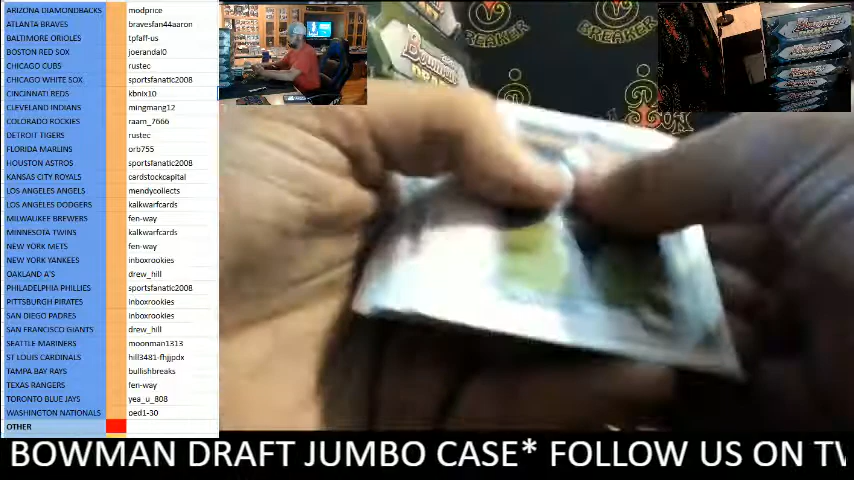 ARIZONA DIAMONDBACKS modprice
ATLANTA BRAVES bravesfan44aaron
BALTIMORE ORIOLES tpfaff-us
BOSTON RED SOX joerandal0
CHICAGO CUBS rustec
CHICAGO WHITE SOX sportsfanatic2008
CINCINNATI REDS kbnix10
CLEVELAND INDIANS mingmang12
COLORADO ROCKIES raam_7666
DETROIT TIGERS rustec
FLORIDA MARLINS orb755
HOUSTON ASTROS sportsfanatic2008
KANSAS CITY ROYALS cardstockcapital
LOS ANGELES ANGELS mendycollects
LOS ANGELES DODGERS kalkwarfcards
MILWAUKEE BREWERS fen-way
MINNESOTA TWINS kalkwarfcards
NEW YORK METS fen-way
NEW YORK YANKEES inboxrookies
OAKLAND A'S drew_hill
PHILADELPHIA PHILLIES sportsfanatic2008
PITTSBURGH PIRATES inboxrookies
SAN DIEGO PADRES inboxrookies
SAN FRANCISCO GIANTS drew_hill
SEATTLE MARINERS moonman1313
ST LOUIS CARDINALS hill3481-fhjjpdx
TAMPA BAY RAYS bullishbreaks
TEXAS RANGERS fen-way
TORONTO BLUE JAYS yea_u_808
WASHINGTON NATIONALS oed1-30
OTHER
BREAKER
BREAKER
Bowman
BOWMAN DRAFT JUMBO CASE* FOLLOW US ON TV